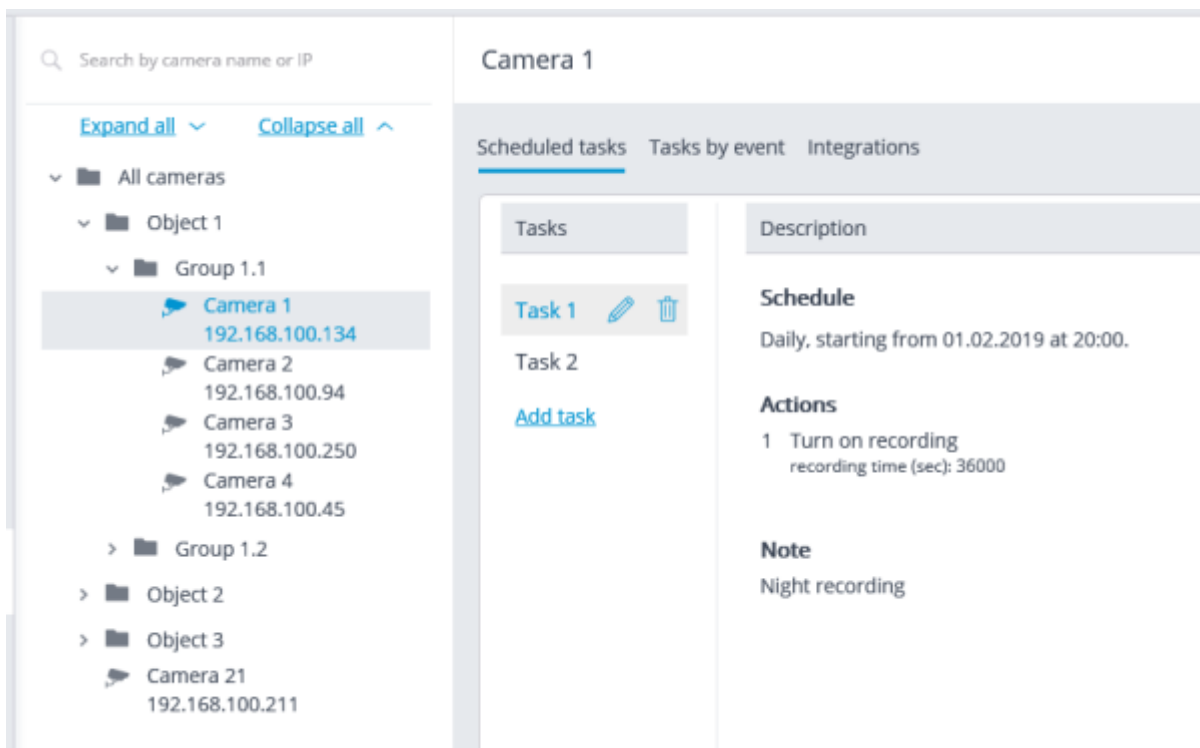 Search by camera name or IP
Expand all
Collapse all
All cameras
Object 1
Group 1.1
Camera 1
192.168.100.134
Camera 2
192.168.100.94
Camera 3
192.168.100.250
Camera 4
192.168.100.45
Group 1.2
Object 2
Object 3
Camera 21
192.168.100.211
Camera 1
Scheduled tasks Tasks by event Integrations
Tasks
Task 1
Task 2
Add task
Description
Schedule
Daily, starting from 01.02.2019 at 20:00.
Actions
1 Turn on recording
recording time (sec): 36000
Note
Night recording